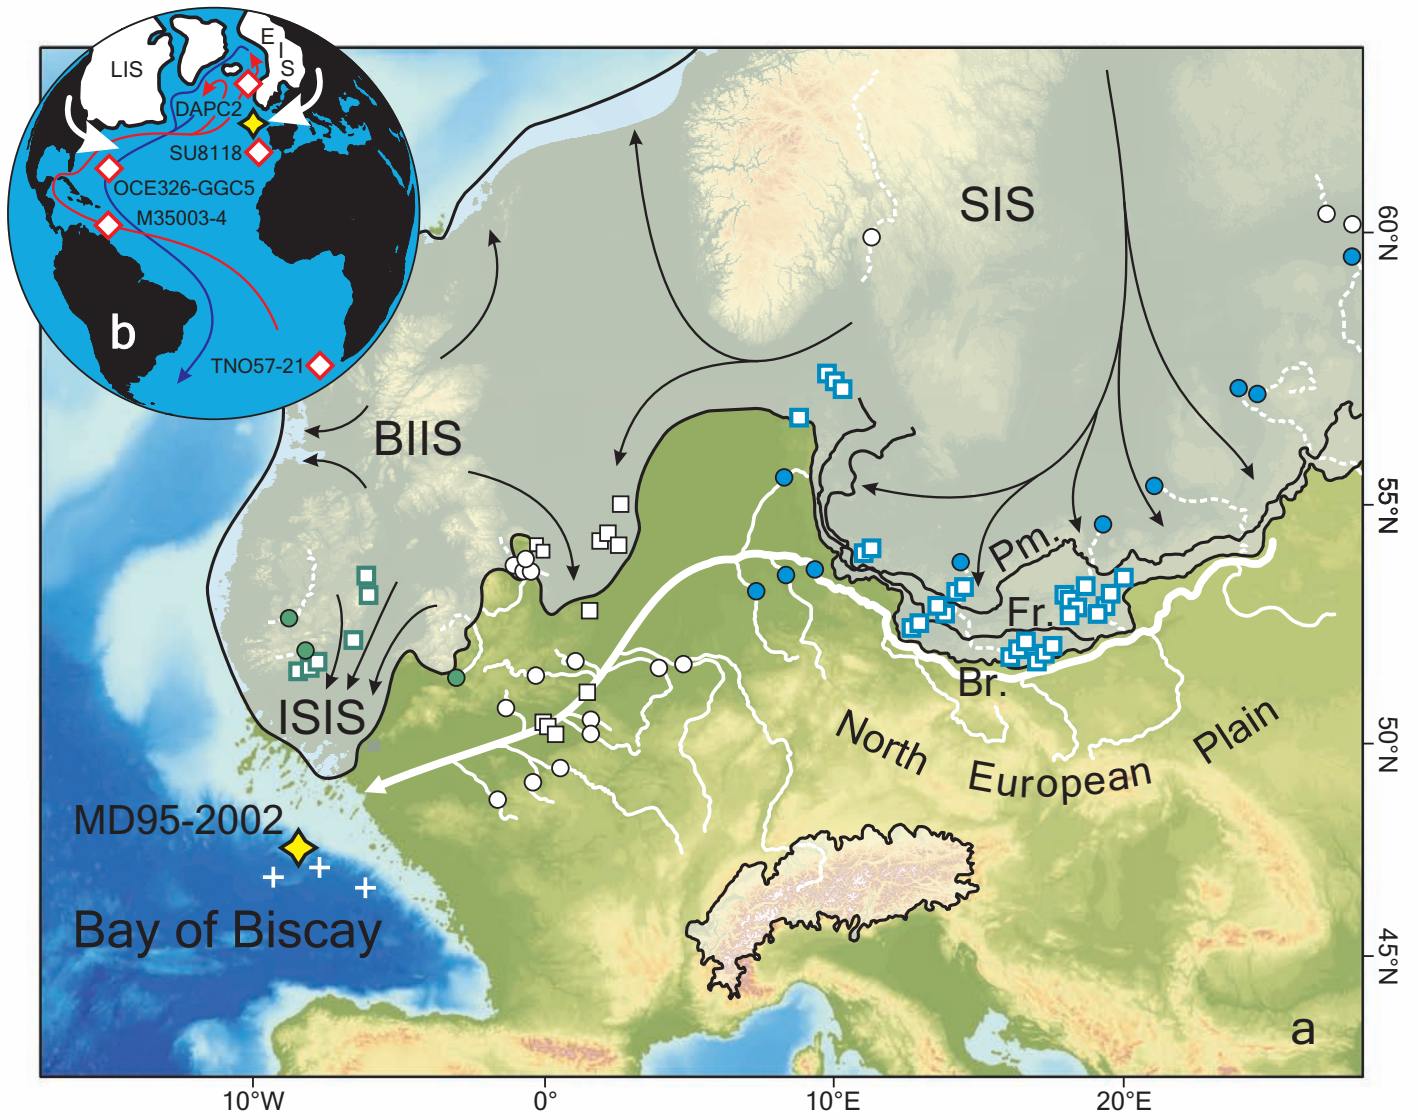 E
I
S
LIS
DAPC2
SU8118
OCE326-GGC5
M35003-4
b
TNO57-21
SIS
BIIS
ISIS
Pm.
Fr.
Br.
North European Plain
MD95-2002
Bay of Biscay
a
60°N
55°N
50°N
45°N
10°W
0°
10°E
20°E